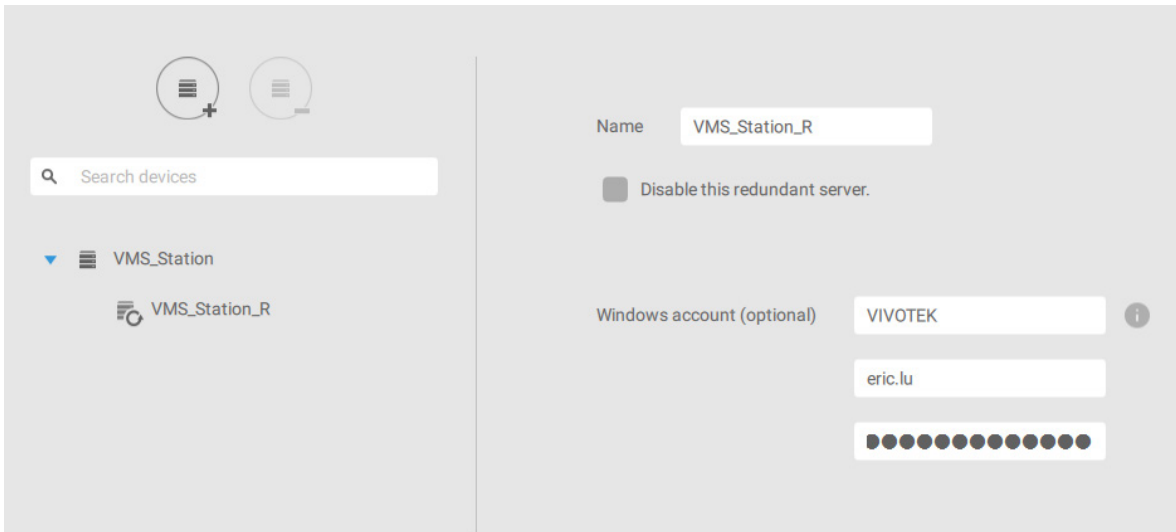 Search devices
VMS_Station
VMS_Station_R
Name VMS_Station_R
Disable this redundant server.
Windows account (optional) VIVOTEK
eric.lu
●●●●●●●●●●●●●